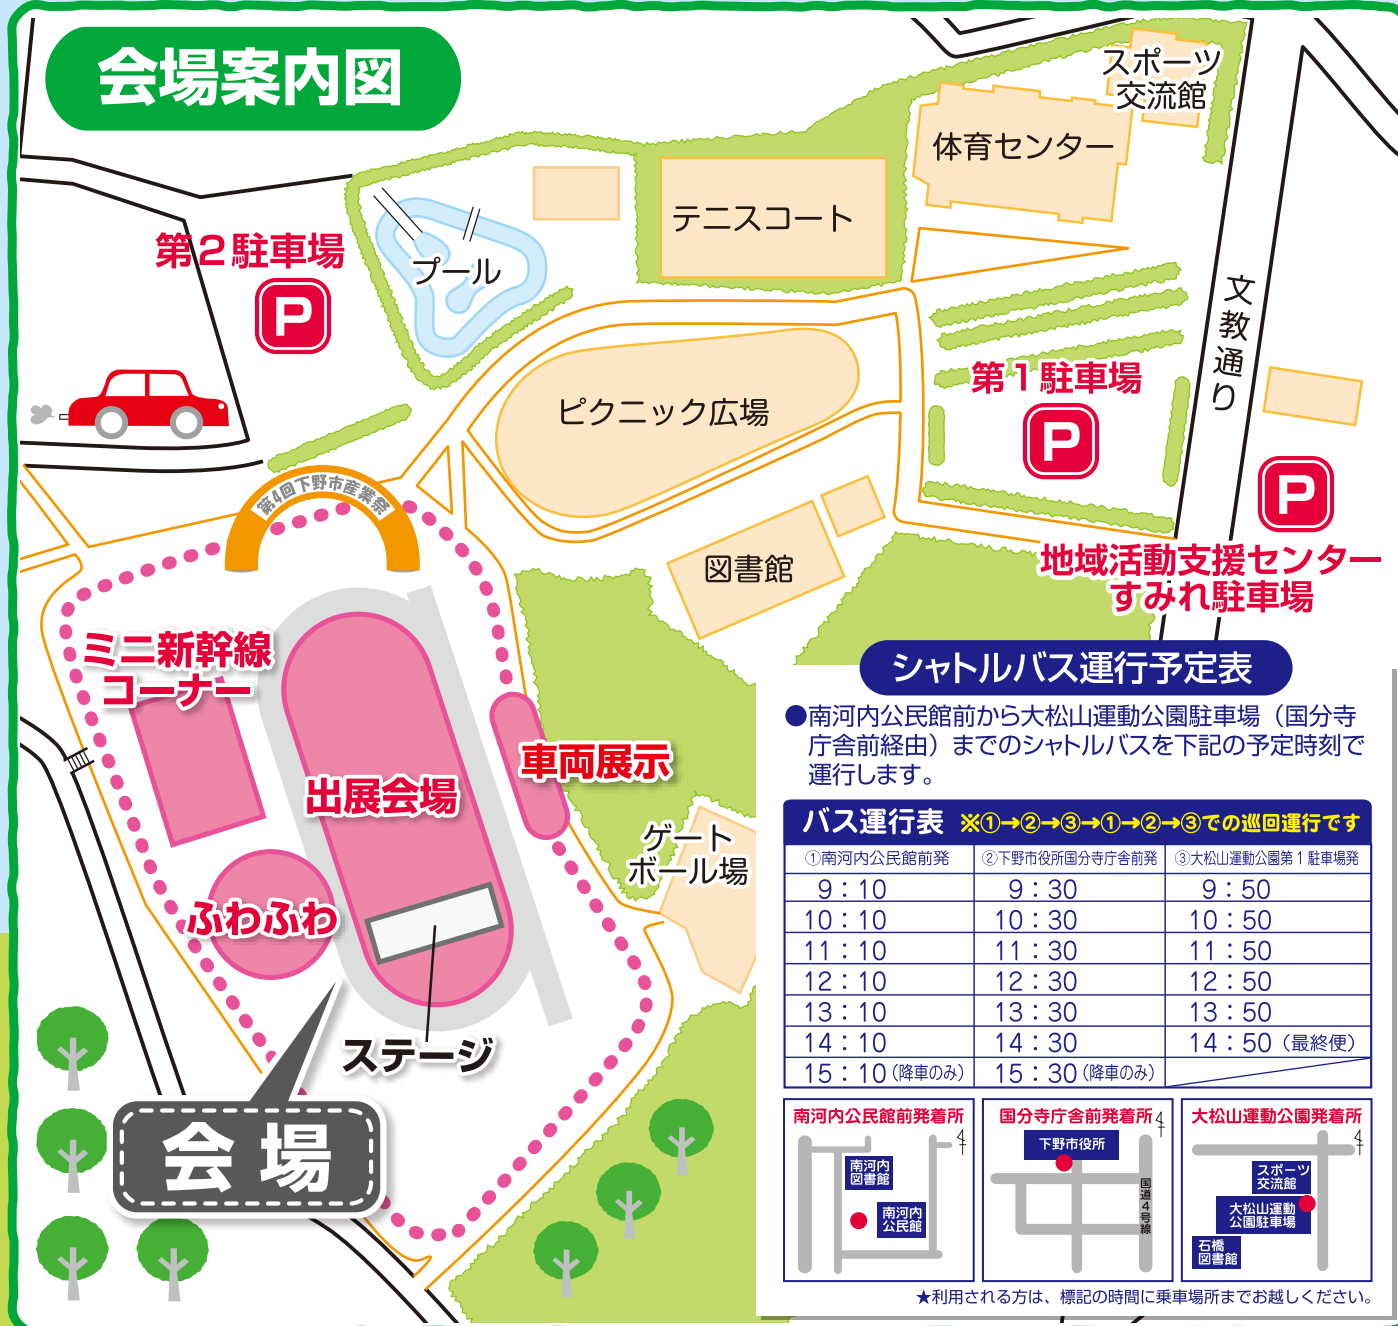 会場案内図
スポーツ
交流館
体育センター
テニスコート
第2駐車場
P
プール
文教通り
第1駐車場
P
ピクニック広場
P
第4回下野市産業祭
図書館
地域活動支援センター
すみれ駐車場
ミニ新幹線
コーナー
車両展示
出展会場
ゲート
ボール場
ふわふわ
ステージ
会場
シャトルバス運行予定表
●南河内公民館前から大松山運動公園駐車場（国分寺
庁舎前経由）までのシャトルバスを下記の予定時刻で
運行します。
バス運行表 ※①→②→③→①→②→③での巡回運行です
①南河内公民館前発 ②下野市役所国分寺庁舎前発 ③大松山運動公園第1駐車場発
9：10 9：30 9：50
10：10 10：30 10：50
11：10 11：30 11：50
12：10 12：30 12：50
13：10 13：30 13：50
14：10 14：30 14：50（最終便）
15：10（降車のみ） 15：30（降車のみ）
南河内公民館前発着所
南河内
図書館
南河内
公民館
国分寺庁舎前発着所
下野市役所
国道4号線
大松山運動公園発着所
スポーツ
交流館
大松山運動
公園駐車場
石橋
図書館
★利用される方は、標記の時間に乗車場所までお越しください。